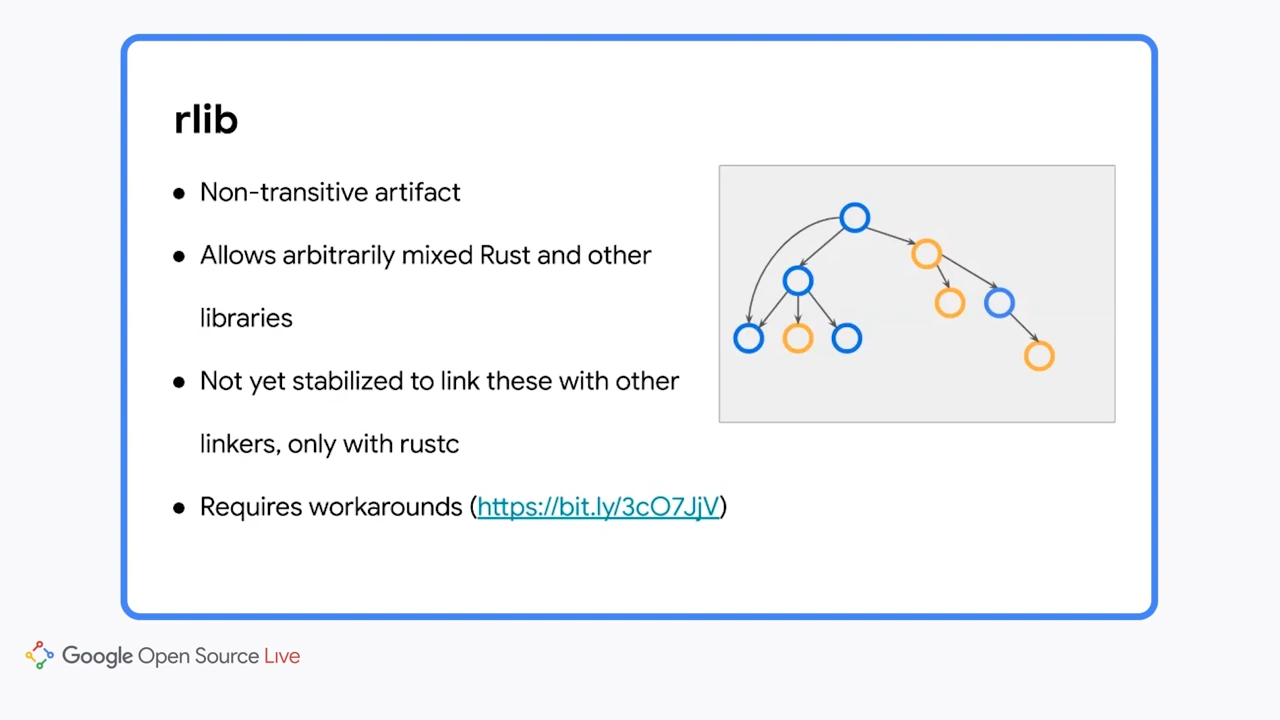 rlib
● Non-transitive artifact
● Allows arbitrarily mixed Rust and other
libraries
● Not yet stabilized to link these with other
linkers, only with rustc
● Requires workarounds (https://bit.ly/3cO7JjV)
Google Open Source Live